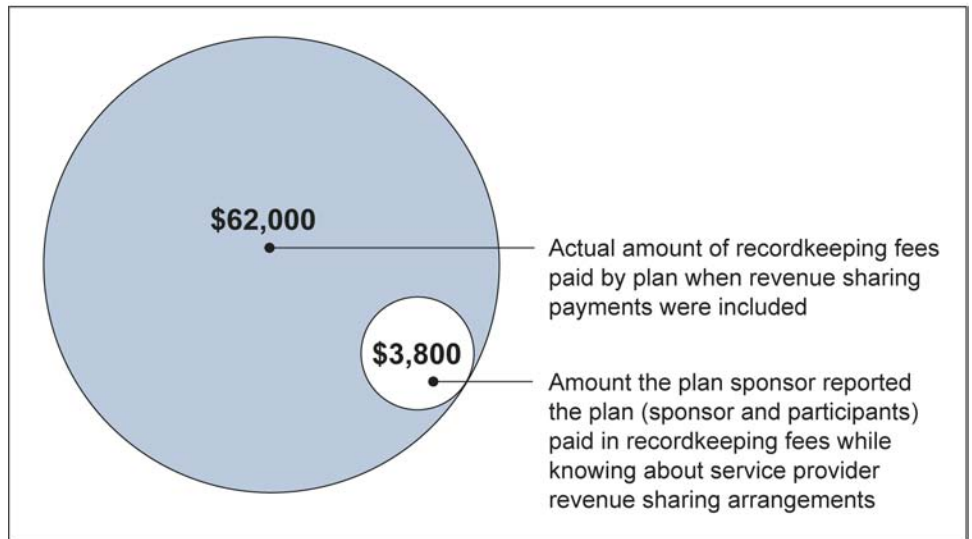 $62,000
Actual amount of recordkeeping fees
paid by plan when revenue sharing
payments were included
$3,800
Amount the plan sponsor reported
the plan (sponsor and participants)
paid in recordkeeping fees while
knowing about service provider
revenue sharing arrangements